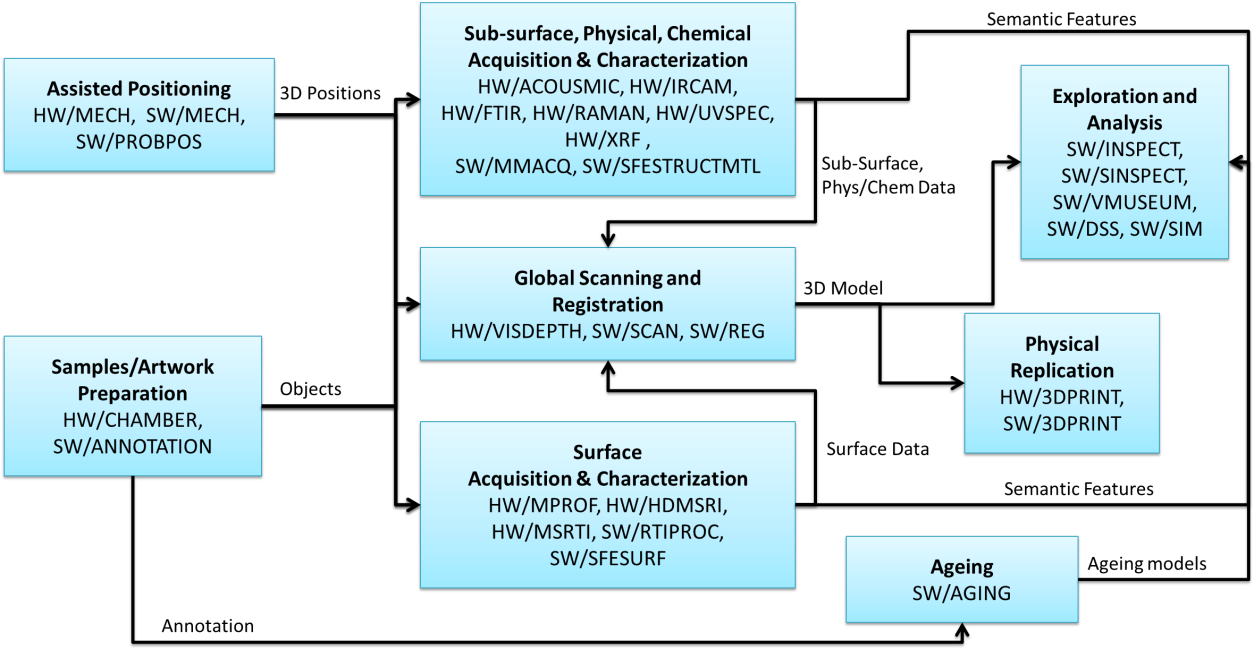 Assisted Positioning
HW/MECH, SW/MECH,
SW/PROBPOS
3D Positions
Sub-surface, Physical, Chemical
Acquisition & Characterization
HW/ACOUSMIC, HW/IRCAM,
HW/FTIR, HW/RAMAN, HW/UVSPEC,
HW/XRF ,
SW/MMACQ, SW/SFESTRUCTMTL
Semantic Features
Sub-Surface,
Phys/Chem Data
Exploration and
Analysis
SW/INSPECT,
SW/SINSPECT,
SW/VMUSEUM,
SW/DSS, SW/SIM
Global Scanning and
Registration
HW/VISDEPTH, SW/SCAN, SW/REG
3D Model
Physical
Replication
HW/3DPRINT,
SW/3DPRINT
Samples/Artwork
Preparation
HW/CHAMBER,
SW/ANNOTATION
Objects
Surface
Acquisition & Characterization
HW/MPROF, HW/HDMSRI,
HW/MSRTI, SW/RTIPROC,
SW/SFESURF
Surface Data
Semantic Features
Ageing
SW/AGING
Ageing models
Annotation